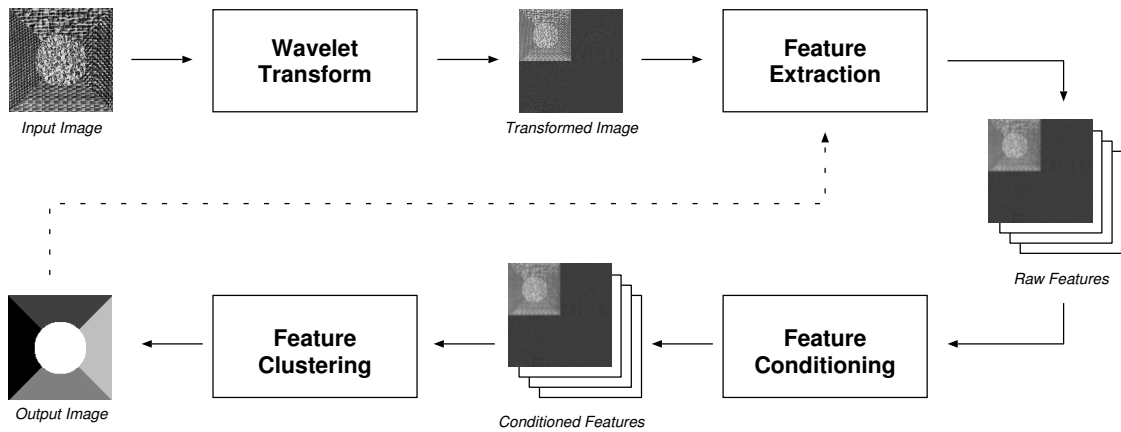 Wavelet
Transform
Feature
Extraction
Input Image
Transformed Image
Raw Features
Feature
Clustering
Feature
Conditioning
Output Image
Conditioned Features